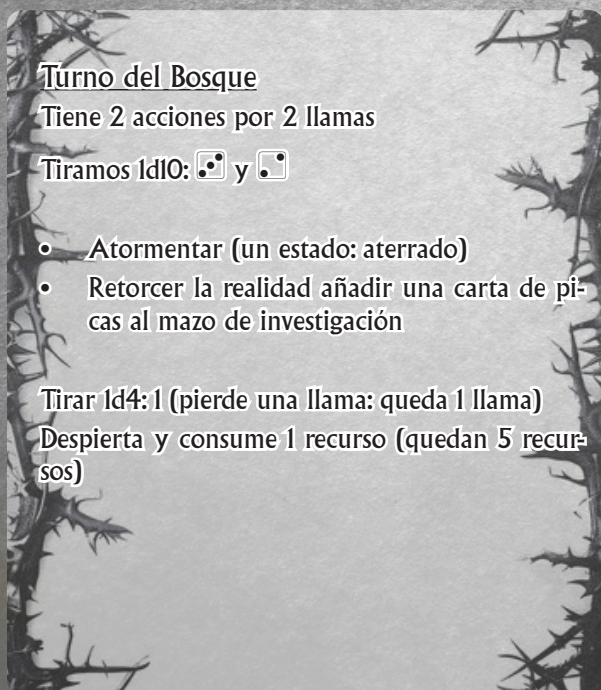 Turno del Bosque
Tiene 2 acciones por 2 llamas
Tiramos 1d10: ⚂ y ⚁
• Atormentar (un estado: aterrado)
• Retorcer la realidad añadir una carta de pi-
cas al mazo de investigación
Tirar 1d4: 1 (pierde una llama: queda 1 llama)
Despierta y consume 1 recurso (quedan 5 recur-
sos)